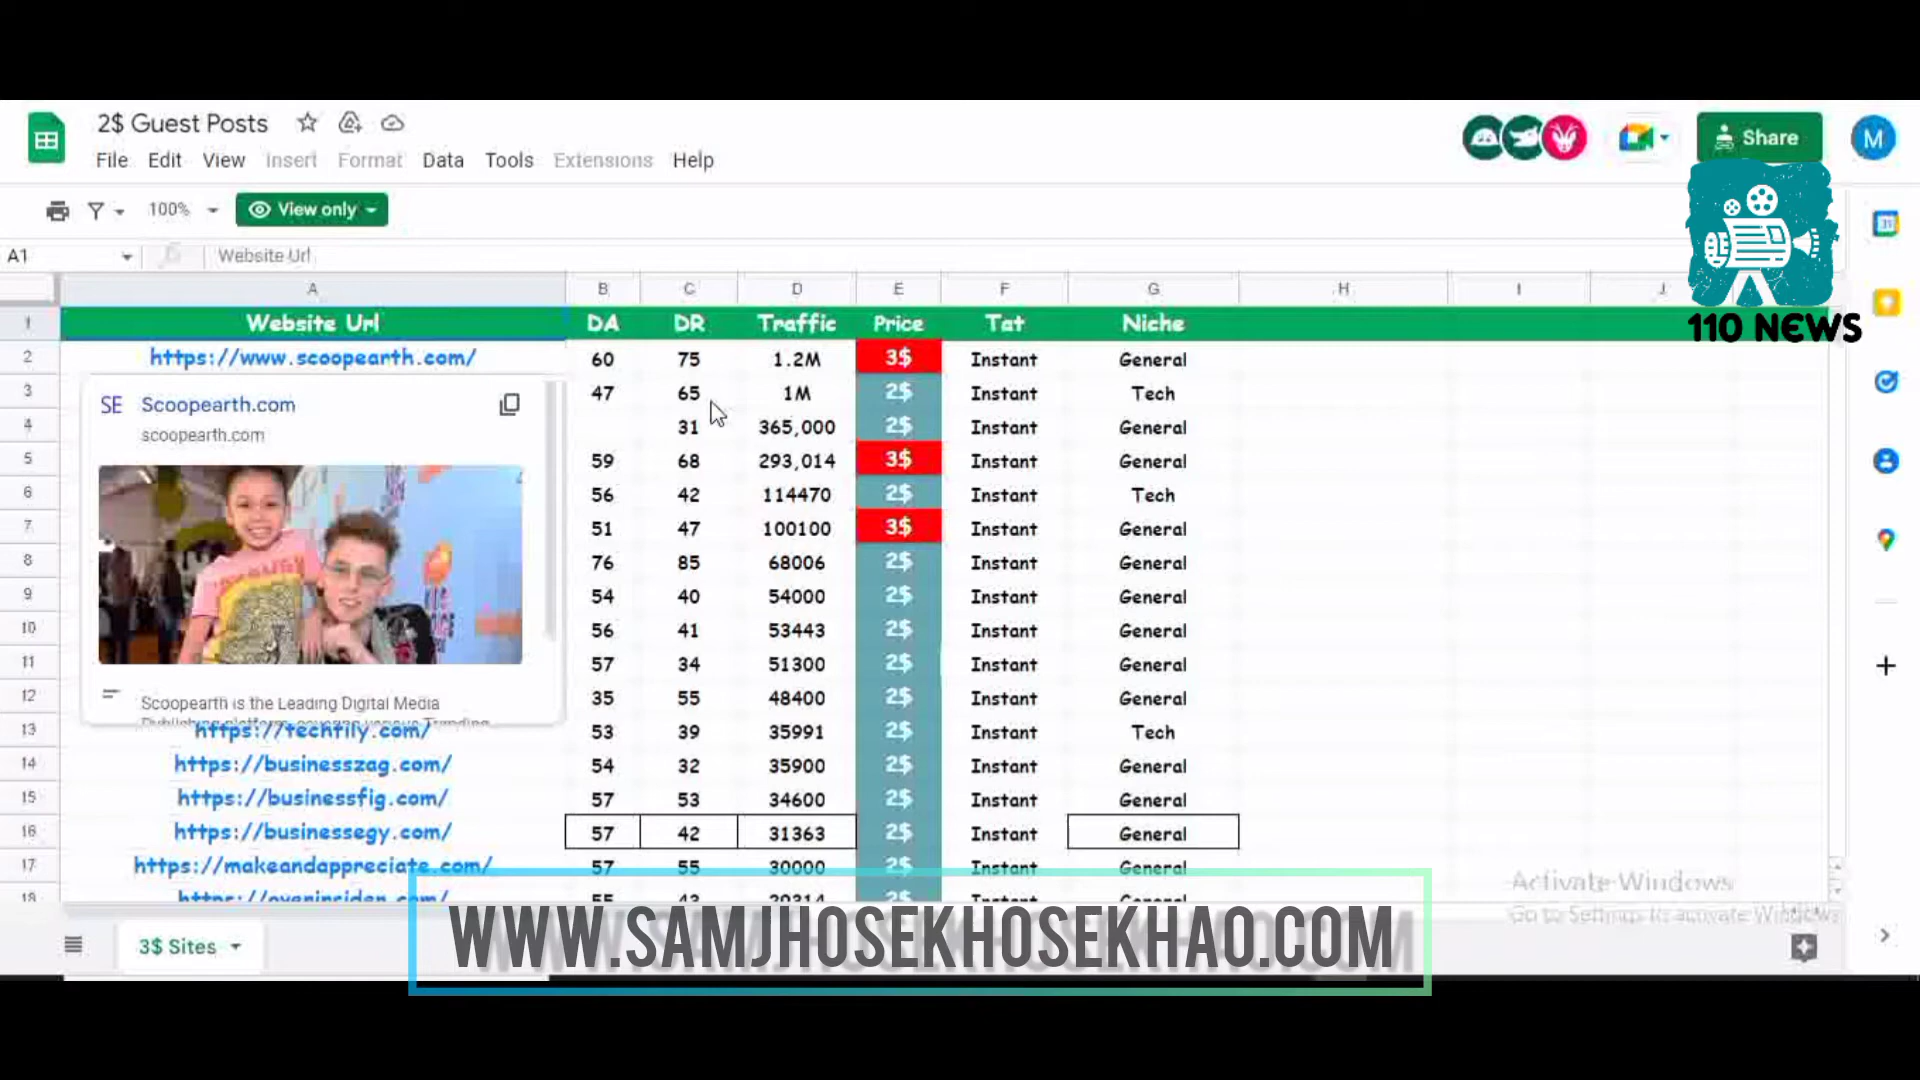 2$ Guest Posts
File Edit View Insert Format Data Tools Extensions Help
Share
M
100%
View only
A1
Website Url
110 NEWS
A B C D E F G H I J
1 Website Url DA DR Traffic Price Tat Niche
2 https://www.scoopearth.com/ 60 75 1.2M 3$ Instant General
3 47 65 1M 2$ Instant Tech
4 31 365,000 2$ Instant General
5 59 68 293,014 3$ Instant General
6 56 42 114470 2$ Instant Tech
7 51 47 100100 3$ Instant General
8 76 85 68006 2$ Instant General
9 54 40 54000 2$ Instant General
10 56 41 53443 2$ Instant General
11 57 34 51300 2$ Instant General
12 35 55 48400 2$ Instant General
SE Scoopearth.com
scoopearth.com
Scoopearth is the Leading Digital Media
13 https://techtily.com/ 53 39 35991 2$ Instant Tech
14 https://businesszag.com/ 54 32 35900 2$ Instant General
15 https://businessfig.com/ 57 53 34600 2$ Instant General
16 https://businessegy.com/ 57 42 31363 2$ Instant General
17 https://makeandappreciate.com/ 57 55 30000 2$ Instant General
18
Activate Windows
Go to Settings to activate Windows
3$ Sites
WWW.SAMJHOSEKHOSEKHAO.COM